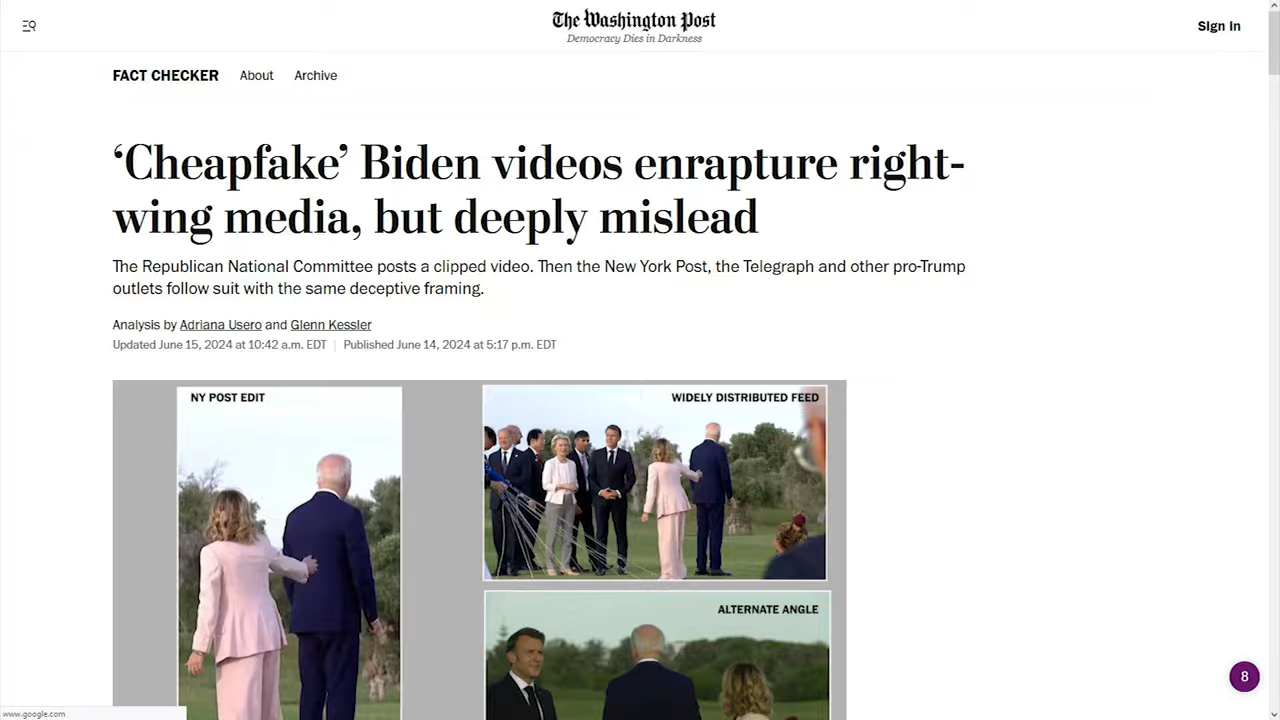 The Washington Post
Democracy Dies in Darkness
Sign In
FACT CHECKER About Archive
‘Cheapfake’ Biden videos enrapture right-
wing media, but deeply mislead
The Republican National Committee posts a clipped video. Then the New York Post, the Telegraph and other pro-Trump
outlets follow suit with the same deceptive framing.
Analysis by Adriana Usero and Glenn Kessler
Updated June 15, 2024 at 10:42 a.m. EDT | Published June 14, 2024 at 5:17 p.m. EDT
NY POST EDIT
WIDELY DISTRIBUTED FEED
ALTERNATE ANGLE
8
www.google.com